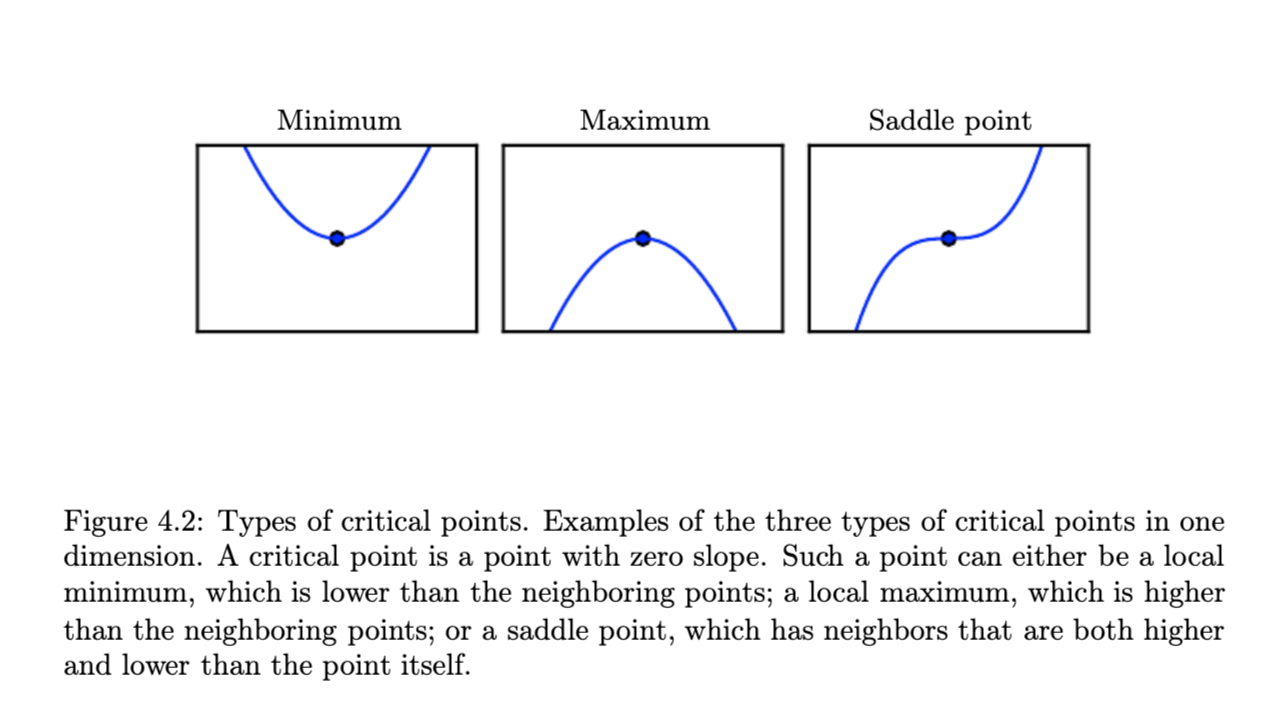 Minimum
Maximum
Saddle point
Figure 4.2: Types of critical points. Examples of the three types of critical points in one
dimension. A critical point is a point with zero slope. Such a point can either be a local
minimum, which is lower than the neighboring points; a local maximum, which is higher
than the neighboring points; or a saddle point, which has neighbors that are both higher
and lower than the point itself.